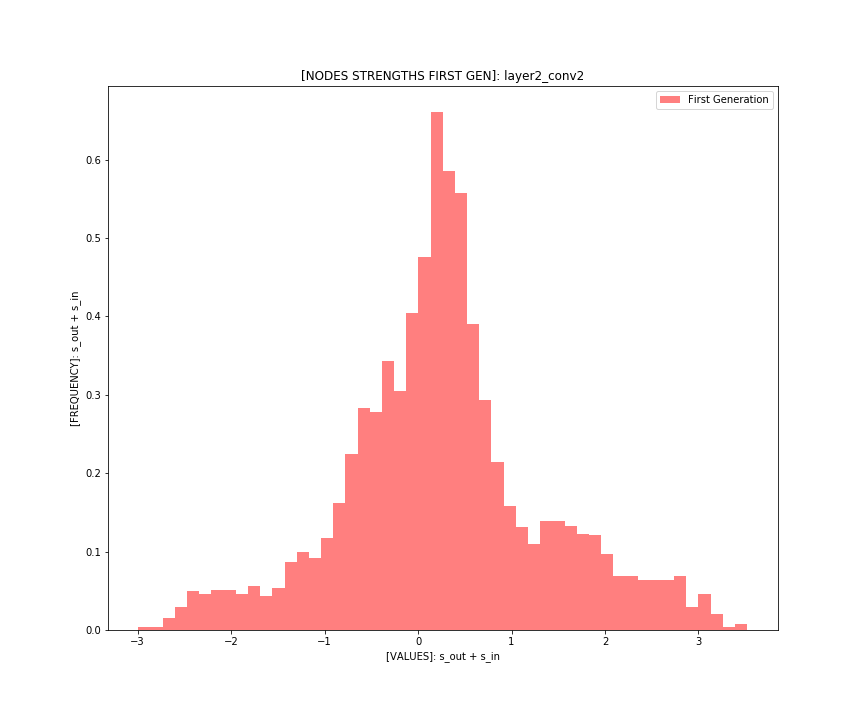 [NODES STRENGTHS FIRST GEN]: layer2_conv2
First Generation
[FREQUENCY]: s_out + s_in
0.6
0.5
0.4
0.3
0.2
0.1
0.0
−3 −2 −1 0 1 2 3
[VALUES]: s_out + s_in